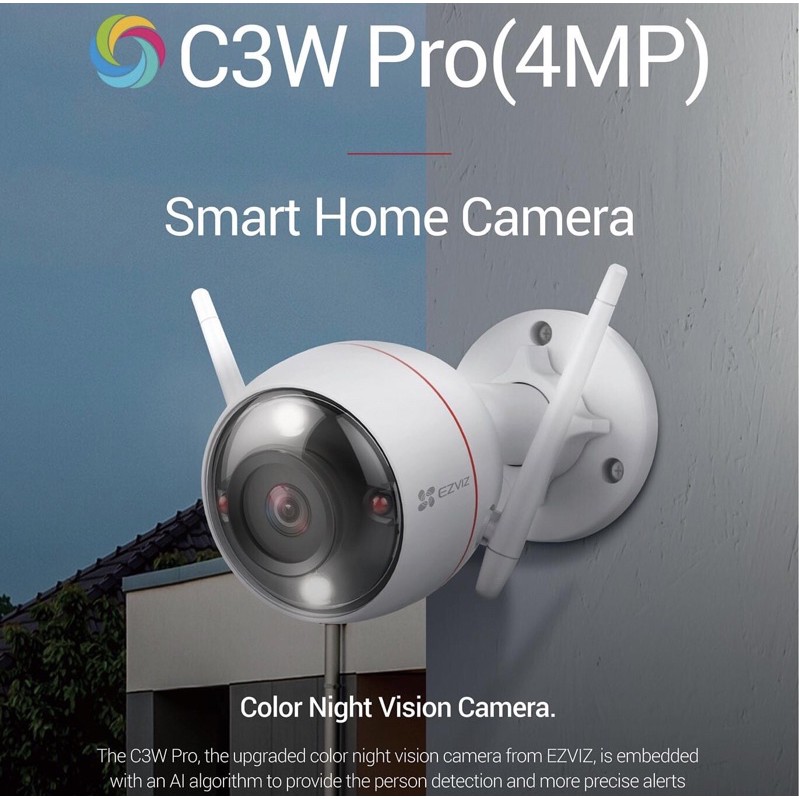 C3W Pro(4MP)
Smart Home Camera
EZVIZ
Color Night Vision Camera.
The C3W Pro, the upgraded color night vision camera from EZVIZ, is embedded
with an AI algorithm to provide the person detection and more precise alerts